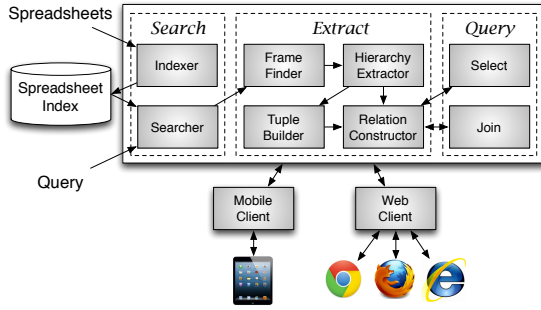 Spreadsheets
Search
Extract
Query
Indexer
Frame
Finder
Hierarchy
Extractor
Select
Spreadsheet
Index
Searcher
Tuple
Builder
Relation
Constructor
Join
Query
Mobile
Client
Web
Client